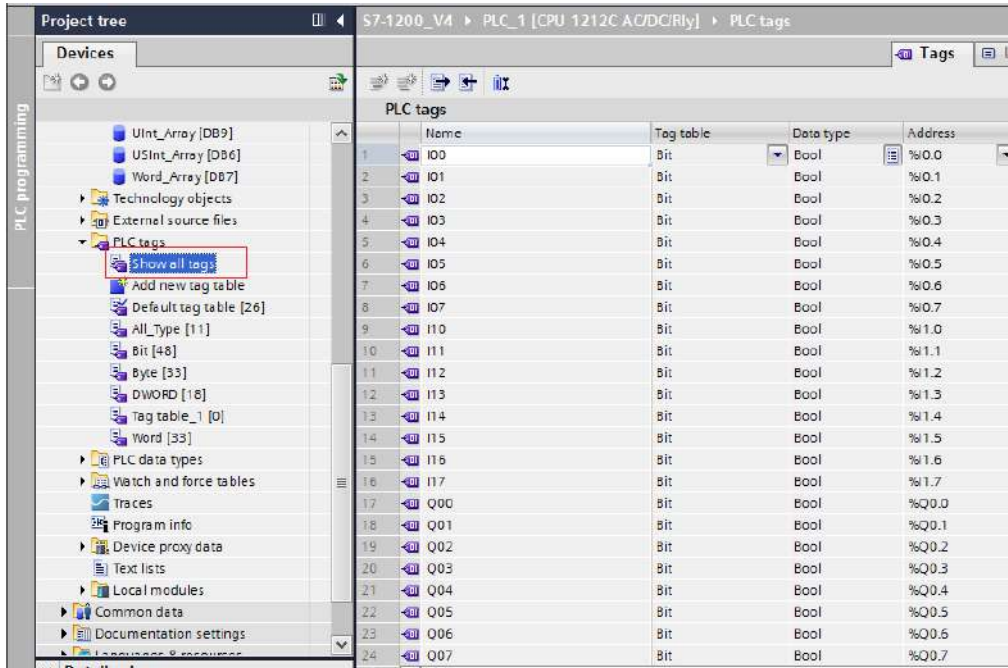 Project tree
S7-1200_V4 ▸ PLC_1 [CPU 1212C AC/DC/Rly] ▸ PLC tags
Devices
Tags
PLC programming
PLC tags
Name Tag table Data type Address
UInt_Array [DB9]
USInt_Array [DB6]
Word_Array [DB7]
Technology objects
External source files
PLC tags
Show all tags
Add new tag table
Default tag table [26]
All_Type [11]
Bit [48]
Byte [33]
DWORD [18]
Tag table_1 [0]
Word [33]
PLC data types
Watch and force tables
Traces
Program info
Device proxy data
Text lists
Local modules
Common data
Documentation settings
Languages & resources
1 I00 Bit Bool %I0.0
2 I01 Bit Bool %I0.1
3 I02 Bit Bool %I0.2
4 I03 Bit Bool %I0.3
5 I04 Bit Bool %I0.4
6 I05 Bit Bool %I0.5
7 I06 Bit Bool %I0.6
8 I07 Bit Bool %I0.7
9 I10 Bit Bool %I1.0
10 I11 Bit Bool %I1.1
11 I12 Bit Bool %I1.2
12 I13 Bit Bool %I1.3
13 I14 Bit Bool %I1.4
14 I15 Bit Bool %I1.5
15 I16 Bit Bool %I1.6
16 I17 Bit Bool %I1.7
17 Q00 Bit Bool %Q0.0
18 Q01 Bit Bool %Q0.1
19 Q02 Bit Bool %Q0.2
20 Q03 Bit Bool %Q0.3
21 Q04 Bit Bool %Q0.4
22 Q05 Bit Bool %Q0.5
23 Q06 Bit Bool %Q0.6
24 Q07 Bit Bool %Q0.7